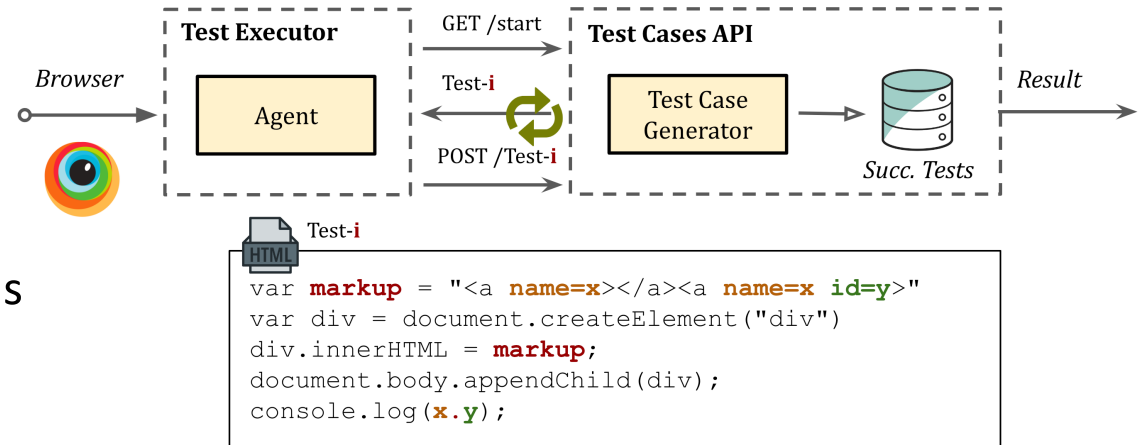 Test Executor
GET /start
Test Cases API
Browser
Test-i
Result
Agent
Test Case
Generator
POST /Test-i
Succ. Tests
HTML
Test-i
s
var markup = "<a name=x></a><a name=x id=y>"
var div = document.createElement("div")
div.innerHTML = markup;
document.body.appendChild(div);
console.log(x.y);